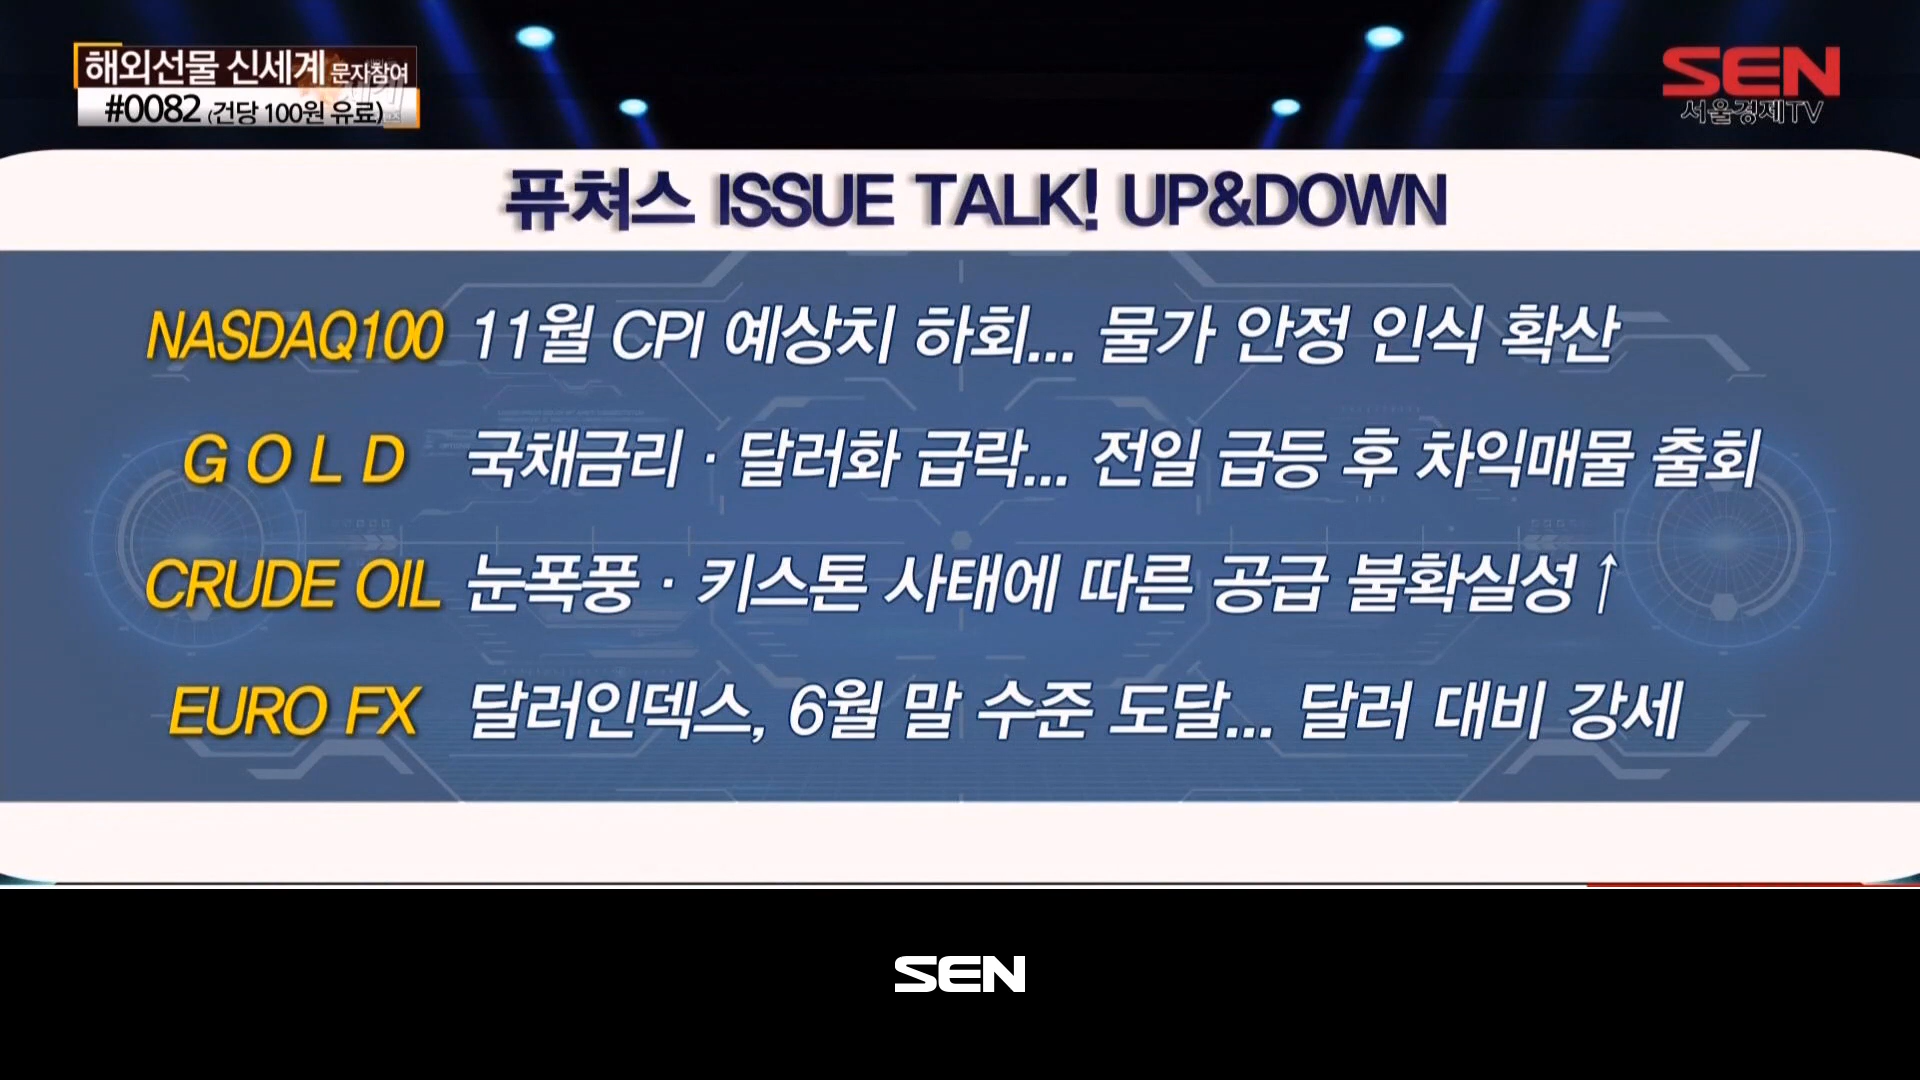 해외선물 신세계 문자참여
#0082 (건당 100원 유료)
SEN
서울경제TV
퓨쳐스 ISSUE TALK! UP&DOWN
NASDAQ100 11월 CPI 예상치 하회... 물가 안정 인식 확산
GOLD 국채금리 · 달러화 급락... 전일 급등 후 차익매물 출회
CRUDE OIL 눈폭풍 · 키스톤 사태에 따른 공급 불확실성↑
EURO FX 달러인덱스, 6월 말 수준 도달... 달러 대비 강세
SEN